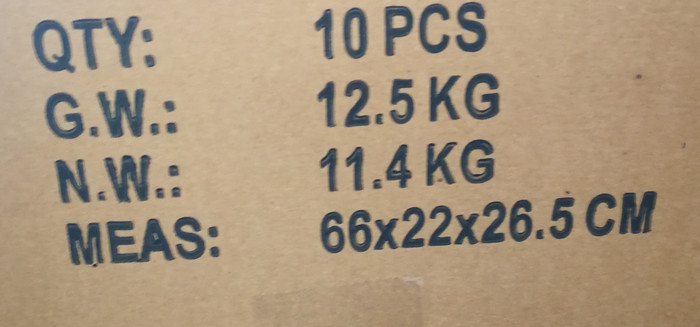 QTY: 10 PCS
G.W.: 12.5 KG
N.W.: 11.4 KG
MEAS: 66x22x26.5 CM